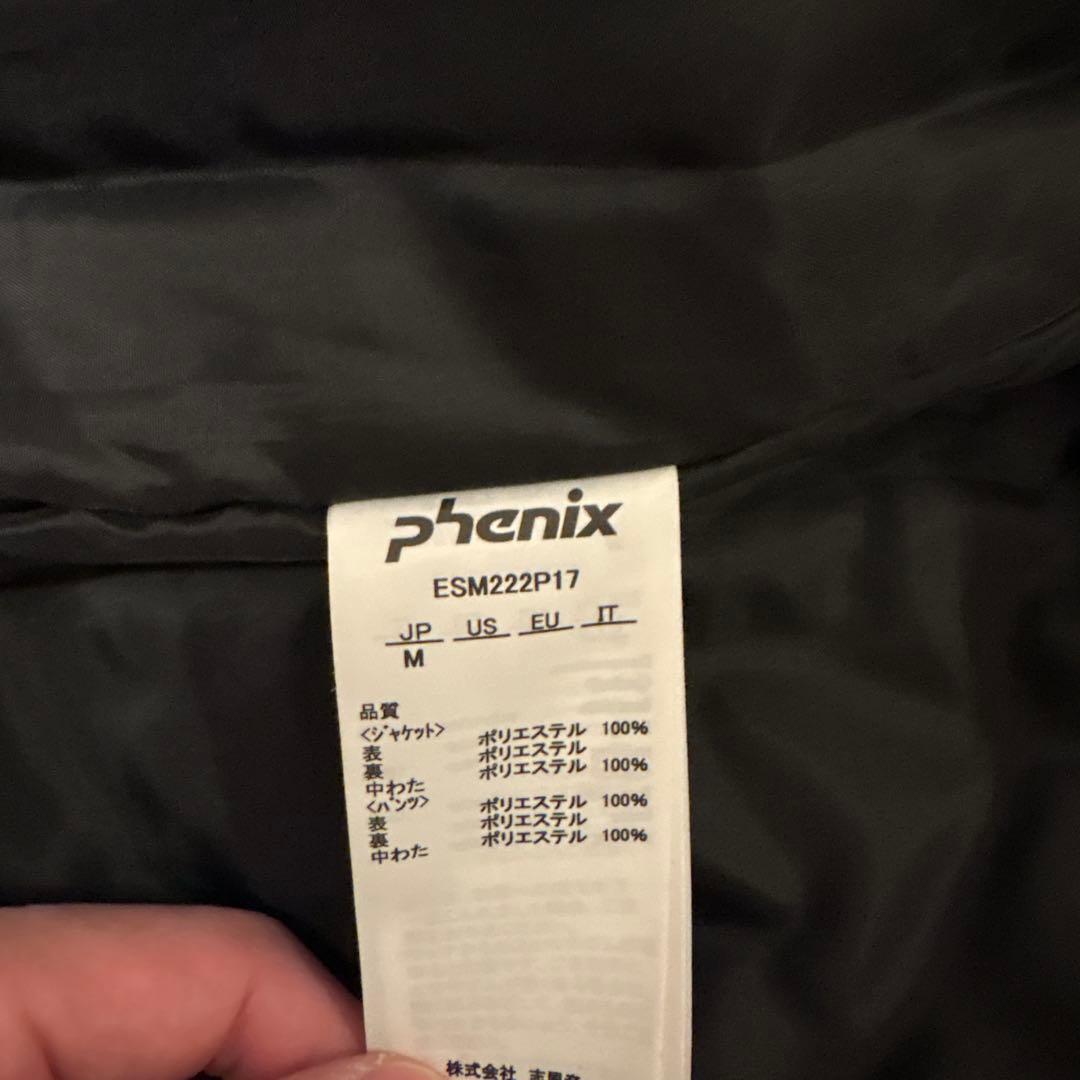 phenix
ESM222P17
JP US EU IT
M
品質
<ジャケット>
表 ポリエステル 100%
裏 ポリエステル
中わた ポリエステル 100%
<パンツ>
表 ポリエステル 100%
裏 ポリエステル
中わた ポリエステル 100%
株式会社 志風音